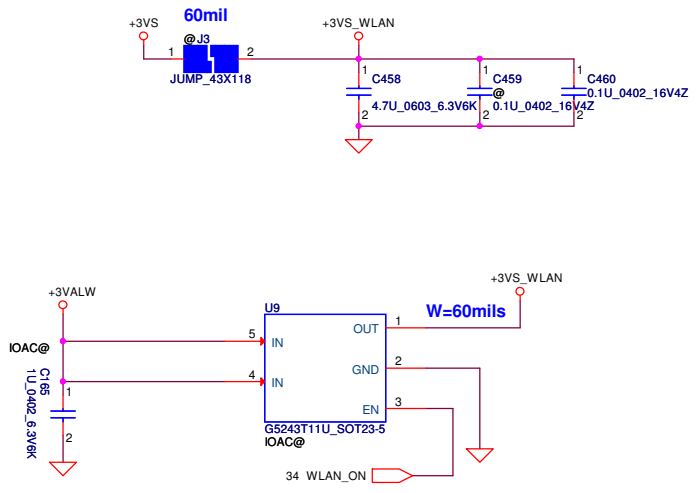 60mil
+3VS
+3VS_WLAN
@ J3
1
2
JUMP_43X118
1
C458
4.7U_0603_6.3V6K
2
1
C459
@
0.1U_0402_16V4Z
2
1
C460
0.1U_0402_16V4Z
2
+3VALW
+3VS_WLAN
U9
W=60mils
OUT 1
IOAC@
5 IN
GND 2
4 IN
C165
1U_0402_6.3V6K
1
2
EN 3
G5243T11U_SOT23-5
IOAC@
34 WLAN_ON